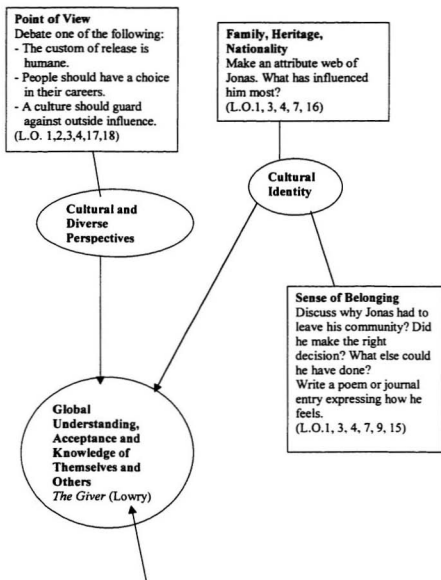 Point of View
Debate one of the following:
- The custom of release is
humane.
- People should have a choice
in their careers.
- A culture should guard
against outside influence.
(L.O. 1,2,3,4,17,18)
Family, Heritage,
Nationality
Make an attribute web of
Jonas. What has influenced
him most?
(L.O.1, 3, 4, 7, 16)
Cultural and
Diverse
Perspectives
Cultural
Identity
Sense of Belonging
Discuss why Jonas had to
leave his community? Did
he make the right
decision? What else could
he have done?
Write a poem or journal
entry expressing how he
feels.
(L.O.1, 3, 4, 7, 9, 15)
Global
Understanding,
Acceptance and
Knowledge of
Themselves and
Others
The Giver (Lowry)